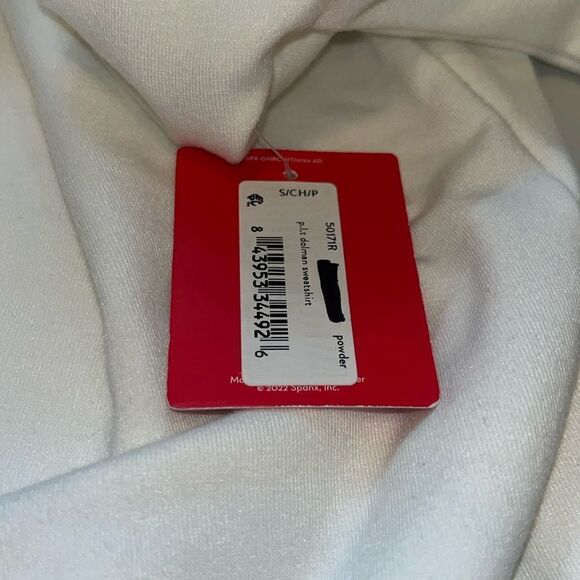 S/CH/P
50171R
powder
p.l.t dolman sweatshirt
8 43953 34492 6
© 2022 Spanx, Inc.